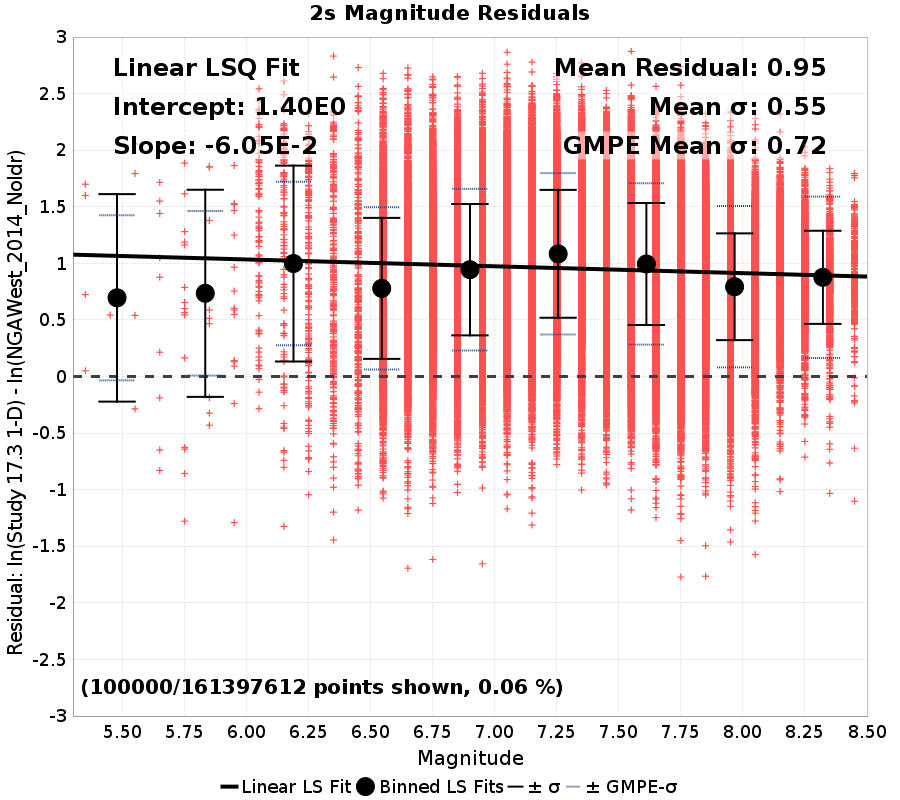 2s Magnitude Residuals
Linear LSQ Fit
Intercept: 1.40E0
Slope: -6.05E-2
Mean Residual: 0.95
Mean σ: 0.55
GMPE Mean σ: 0.72
Residual: ln(Study 17.3 1-D) - ln(NGAWest_2014_NoIdr)
3
2.5
2
1.5
1
0.5
0
-0.5
-1
-1.5
-2
-2.5
-3
(100000/161397612 points shown, 0.06 %)
5.50 5.75 6.00 6.25 6.50 6.75 7.00 7.25 7.50 7.75 8.00 8.25 8.50
Magnitude
Linear LS Fit Binned LS Fits ± σ ± GMPE-σ